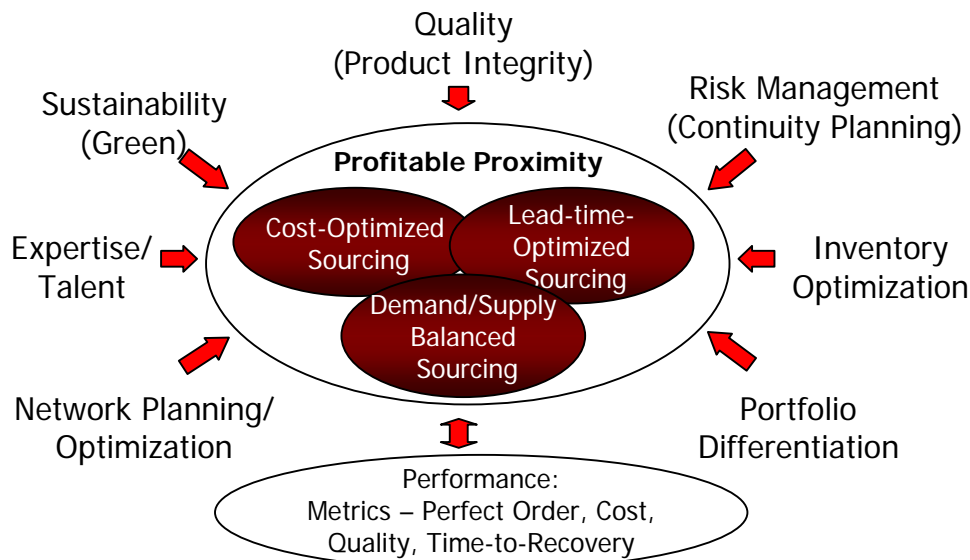 Quality
(Product Integrity)
Sustainability
(Green)
Risk Management
(Continuity Planning)
Profitable Proximity
Cost-Optimized
Sourcing
Lead-time-
Optimized
Sourcing
Expertise/
Talent
Inventory
Optimization
Demand/Supply
Balanced
Sourcing
Network Planning/
Optimization
Portfolio
Differentiation
Performance:
Metrics – Perfect Order, Cost,
Quality, Time-to-Recovery